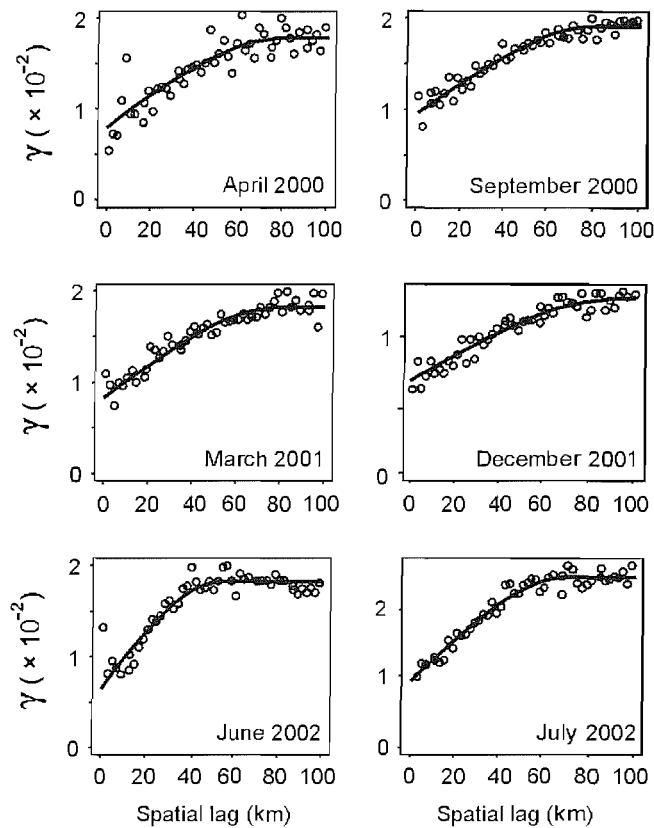 2
1
0
γ ( × 10⁻²)
0 20 40 60 80 100
April 2000
2
1
0
0 20 40 60 80 100
September 2000
2
1
0
γ ( × 10⁻²)
0 20 40 60 80 100
March 2001
1
0
0 20 40 60 80 100
December 2001
2
1
0
γ ( × 10⁻²)
0 20 40 60 80 100
June 2002
Spatial lag (km)
2
1
0
0 20 40 60 80 100
July 2002
Spatial lag (km)